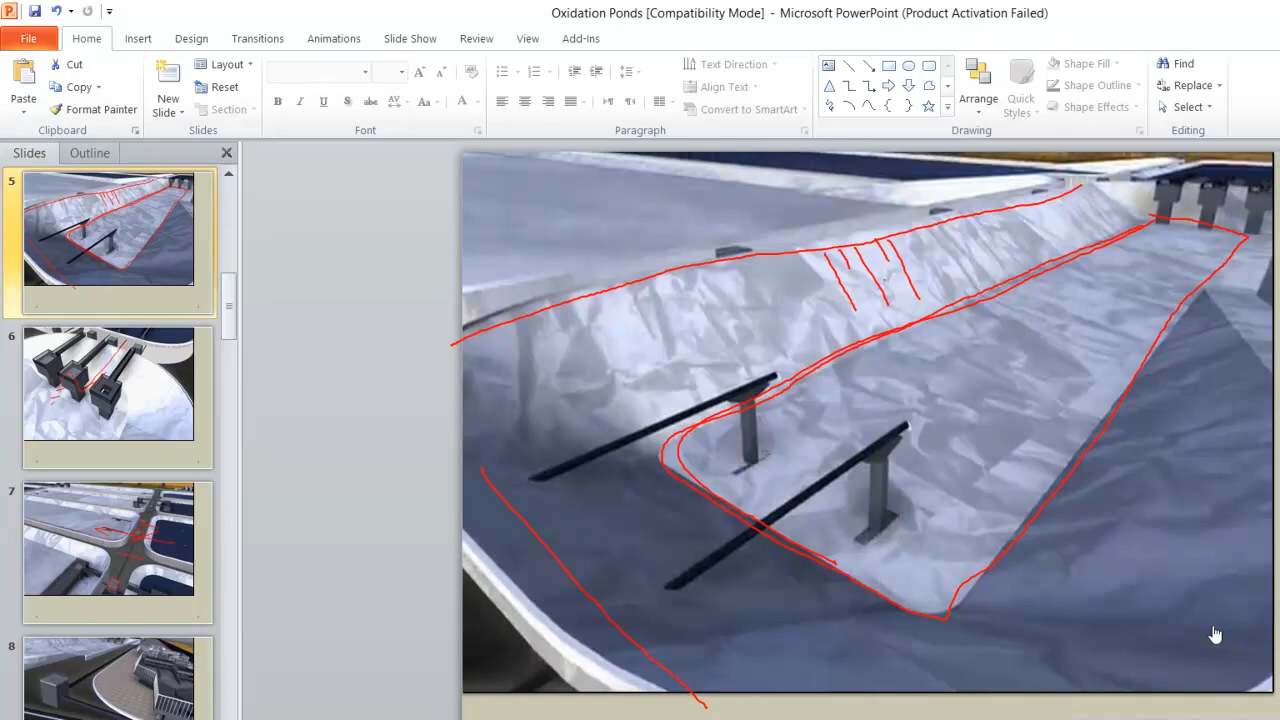 Oxidation Ponds [Compatibility Mode] - Microsoft PowerPoint (Product Activation Failed)
File Home Insert Design Transitions Animations Slide Show Review View Add-Ins
Paste
Cut
Copy
Format Painter
Clipboard
New Slide
Layout
Reset
Section
Slides
B I U S abc AV Aa A
Font
Text Direction
Align Text
Convert to SmartArt
Paragraph
Arrange
Quick Styles
Shape Fill
Shape Outline
Shape Effects
Drawing
Find
Replace
Select
Editing
Slides Outline
5
6
7
8